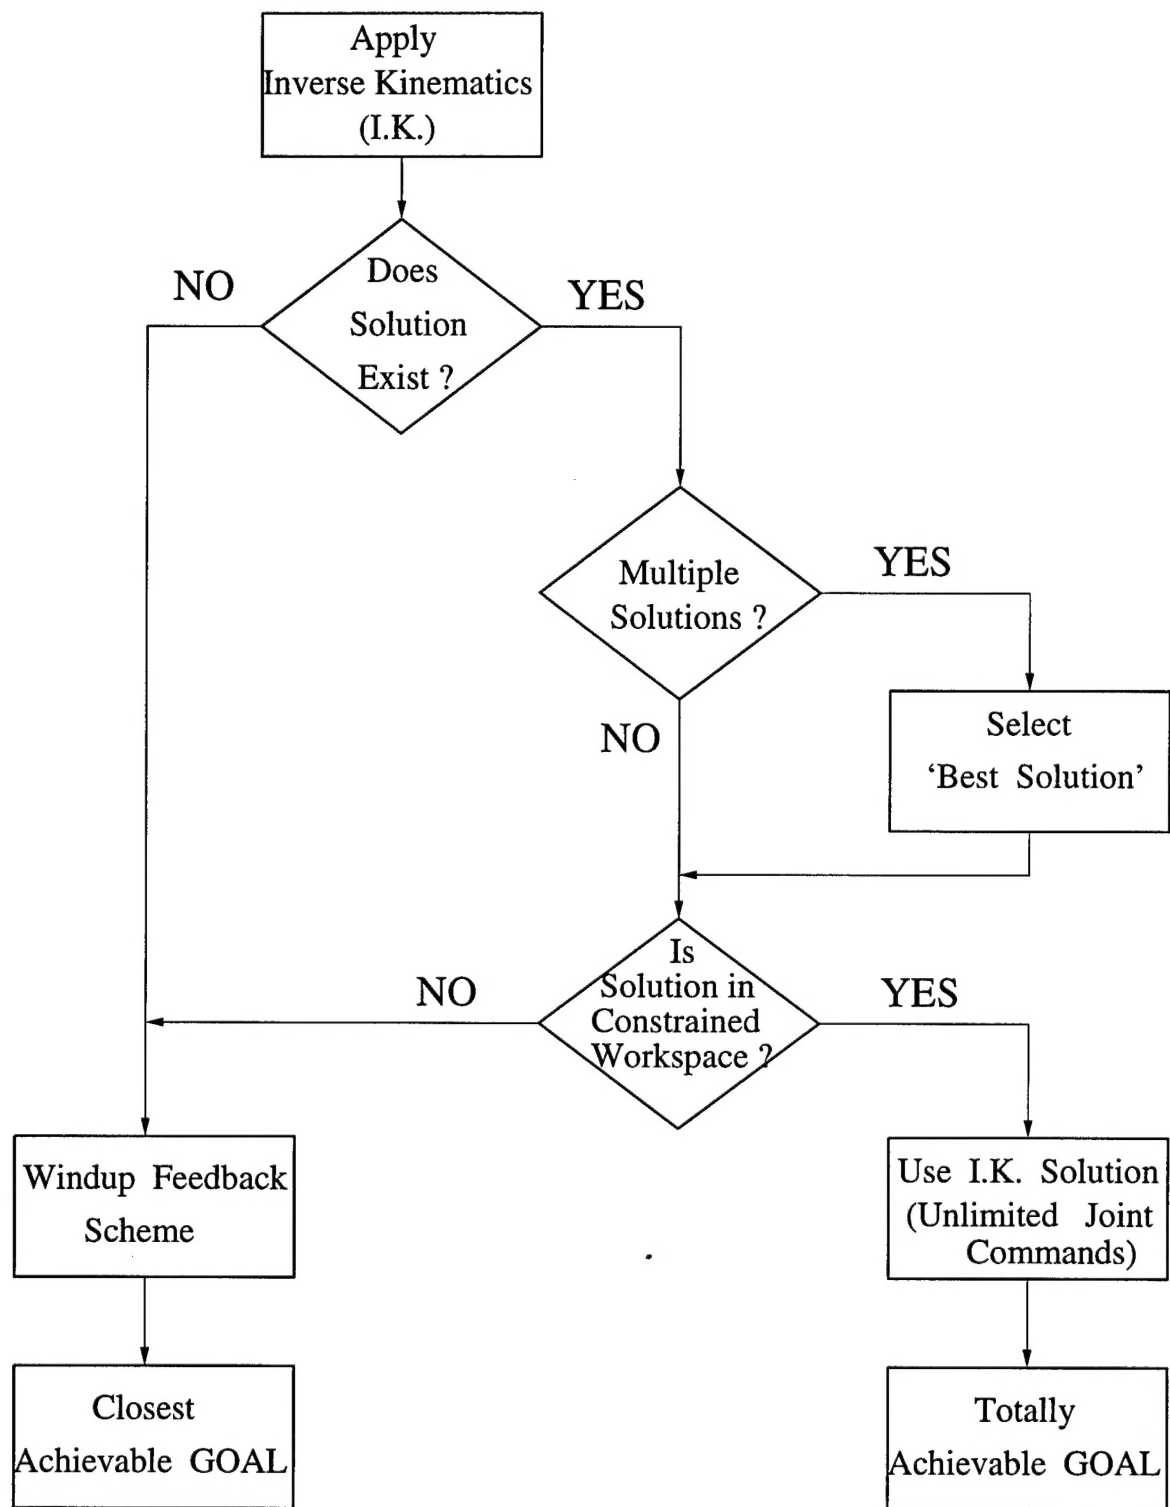 Apply
Inverse Kinematics
(I.K.)
NO
Does
Solution
Exist ?
YES
Multiple
Solutions ?
YES
NO
Select
‘Best Solution’
Is
Solution in
Constrained
Workspace ?
NO
YES
Windup Feedback
Scheme
Use I.K. Solution
(Unlimited Joint
Commands)
Closest
Achievable GOAL
Totally
Achievable GOAL